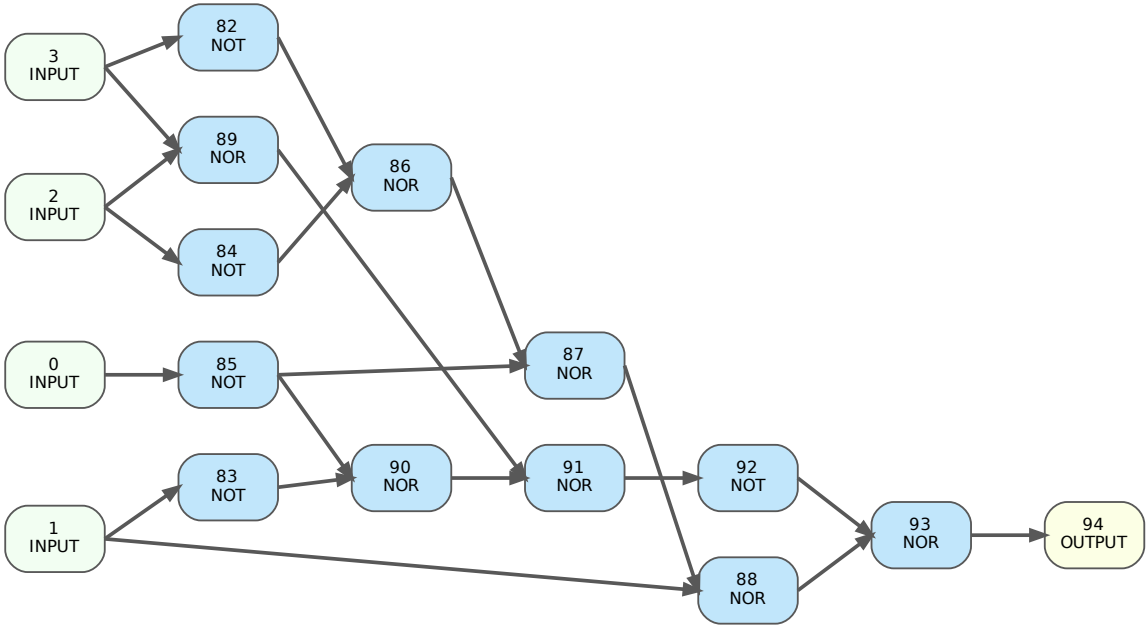 3
INPUT
82
NOT
89
NOR
2
INPUT
84
NOT
86
NOR
0
INPUT
85
NOT
87
NOR
83
NOT
90
NOR
91
NOR
92
NOT
1
INPUT
93
NOR
94
OUTPUT
88
NOR